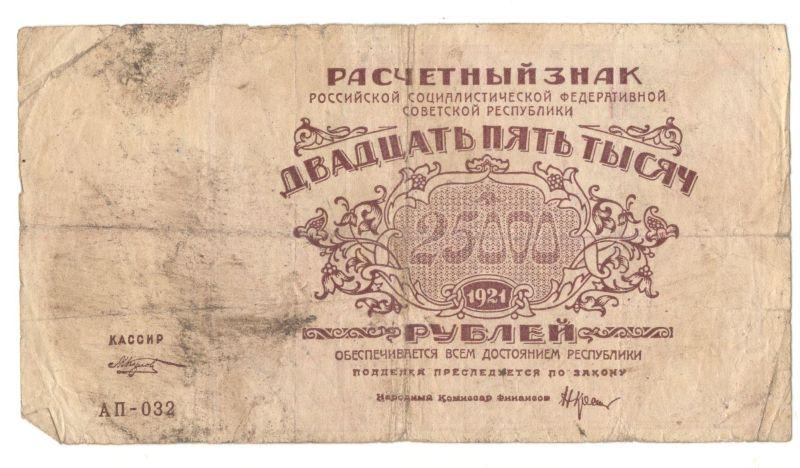 РАСЧЕТНЫЙ ЗНАК
РОССИЙСКОЙ СОЦИАЛИСТИЧЕСКОЙ ФЕДЕРАТИВНОЙ
СОВЕТСКОЙ РЕСПУБЛИКИ
ДВАДЦАТЬ ПЯТЬ ТЫСЯЧ
25000
1921
РУБЛЕЙ
ОБЕСПЕЧИВАЕТСЯ ВСЕМ ДОСТОЯНИЕМ РЕСПУБЛИКИ
ПОДДЕЛКА ПРЕСЛЕДУЕТСЯ ПО ЗАКОНУ
Народный Комиссар Финансов
КАССИР
АП-032